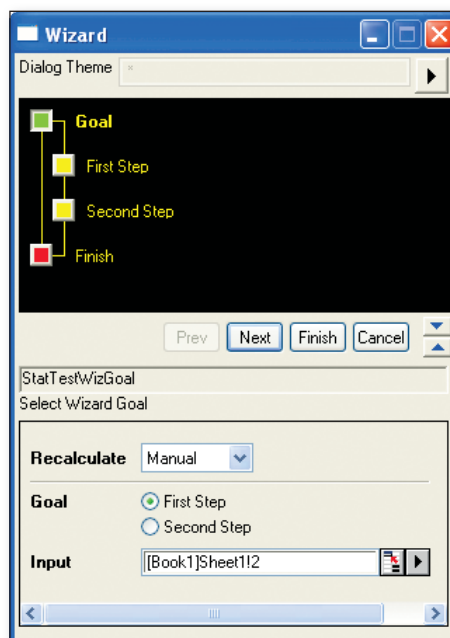 Wizard
Dialog Theme *
Goal
First Step
Second Step
Finish
Prev Next Finish Cancel
StatTestWizGoal
Select Wizard Goal
Recalculate Manual
Goal First Step
Second Step
Input [Book1]Sheet1!2